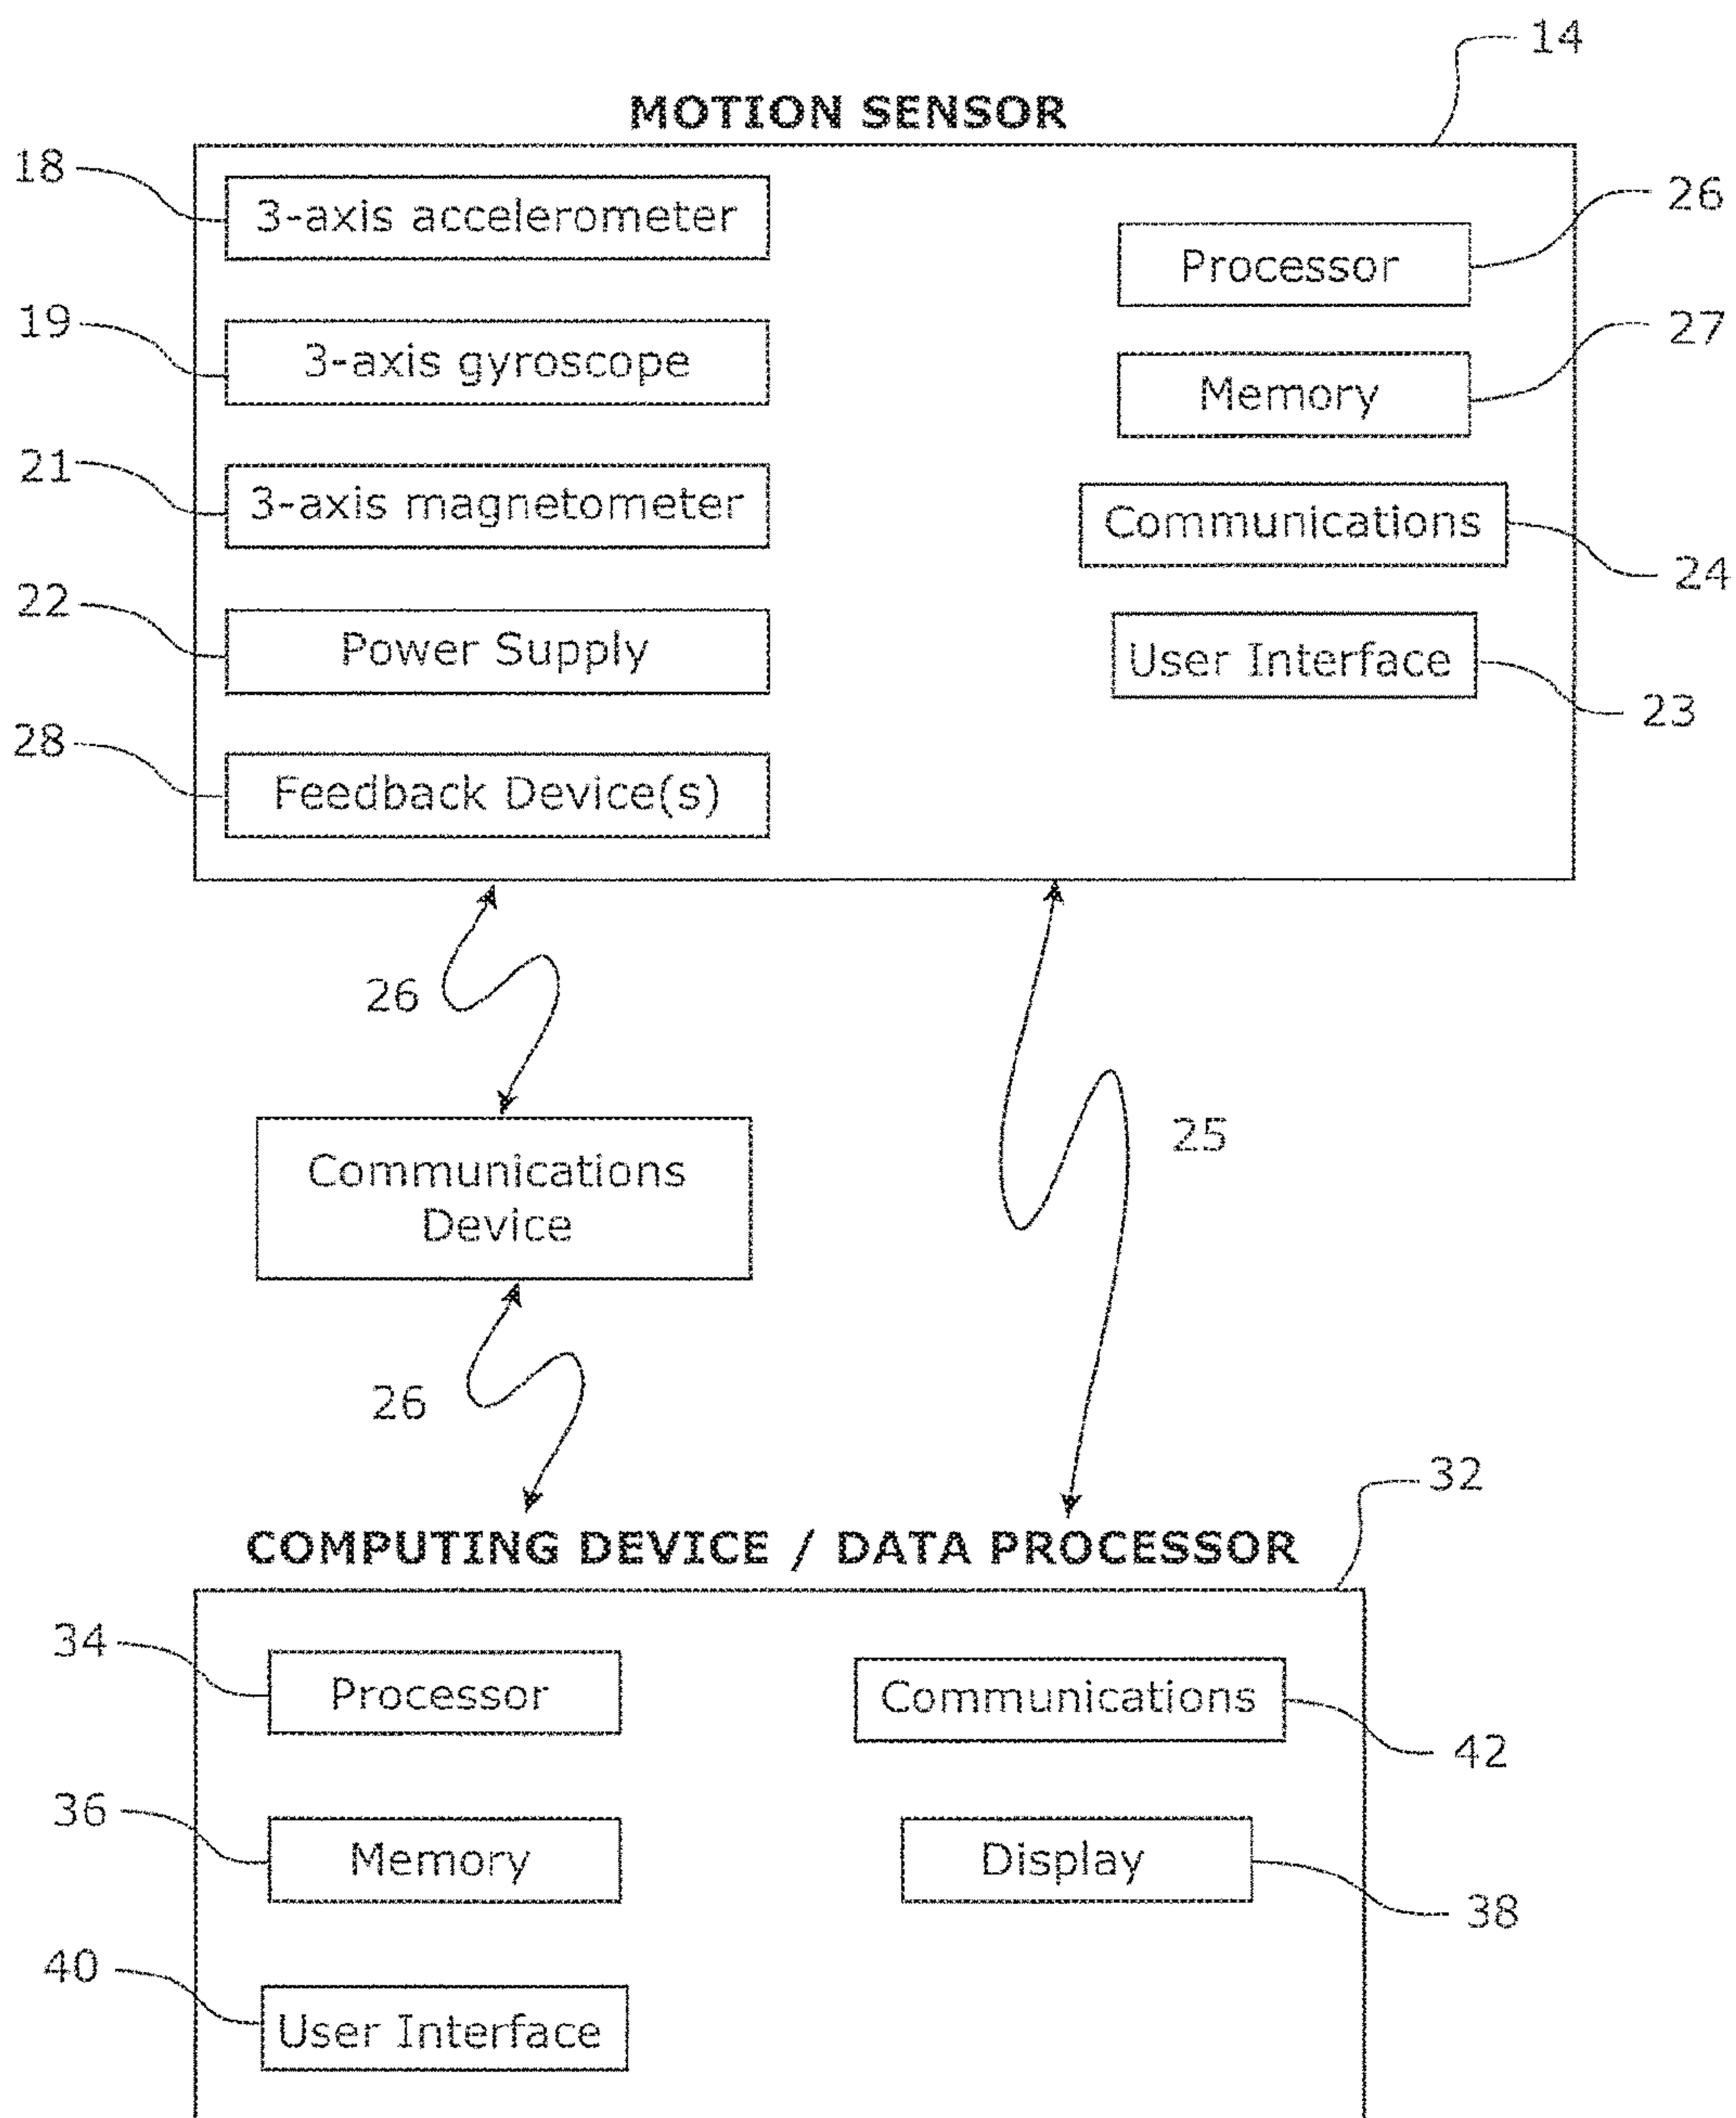 14
MOTION SENSOR
18
3-axis accelerometer
26
Processor
19
3-axis gyroscope
27
Memory
21
3-axis magnetometer
Communications
24
22
Power Supply
User Interface
23
28
Feedback Device(s)
26
25
Communications
Device
26
32
COMPUTING DEVICE / DATA PROCESSOR
34
Processor
Communications
42
36
Memory
Display
38
40
User Interface